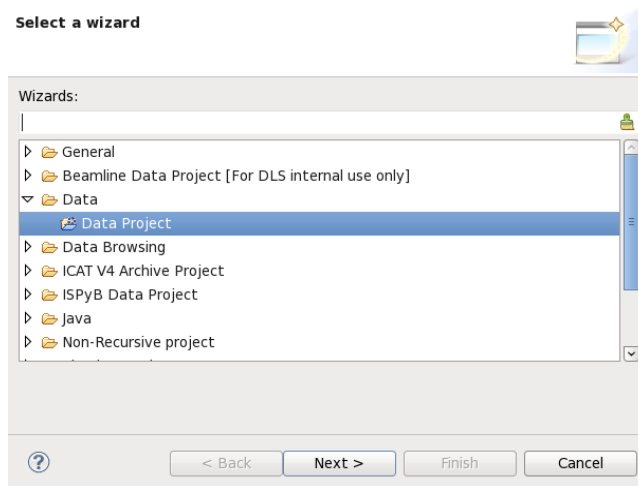 Select a wizard
Wizards:
General
Beamline Data Project [For DLS internal use only]
Data
Data Project
Data Browsing
ICAT V4 Archive Project
ISPyB Data Project
Java
Non-Recursive project
?
< Back
Next >
Finish
Cancel